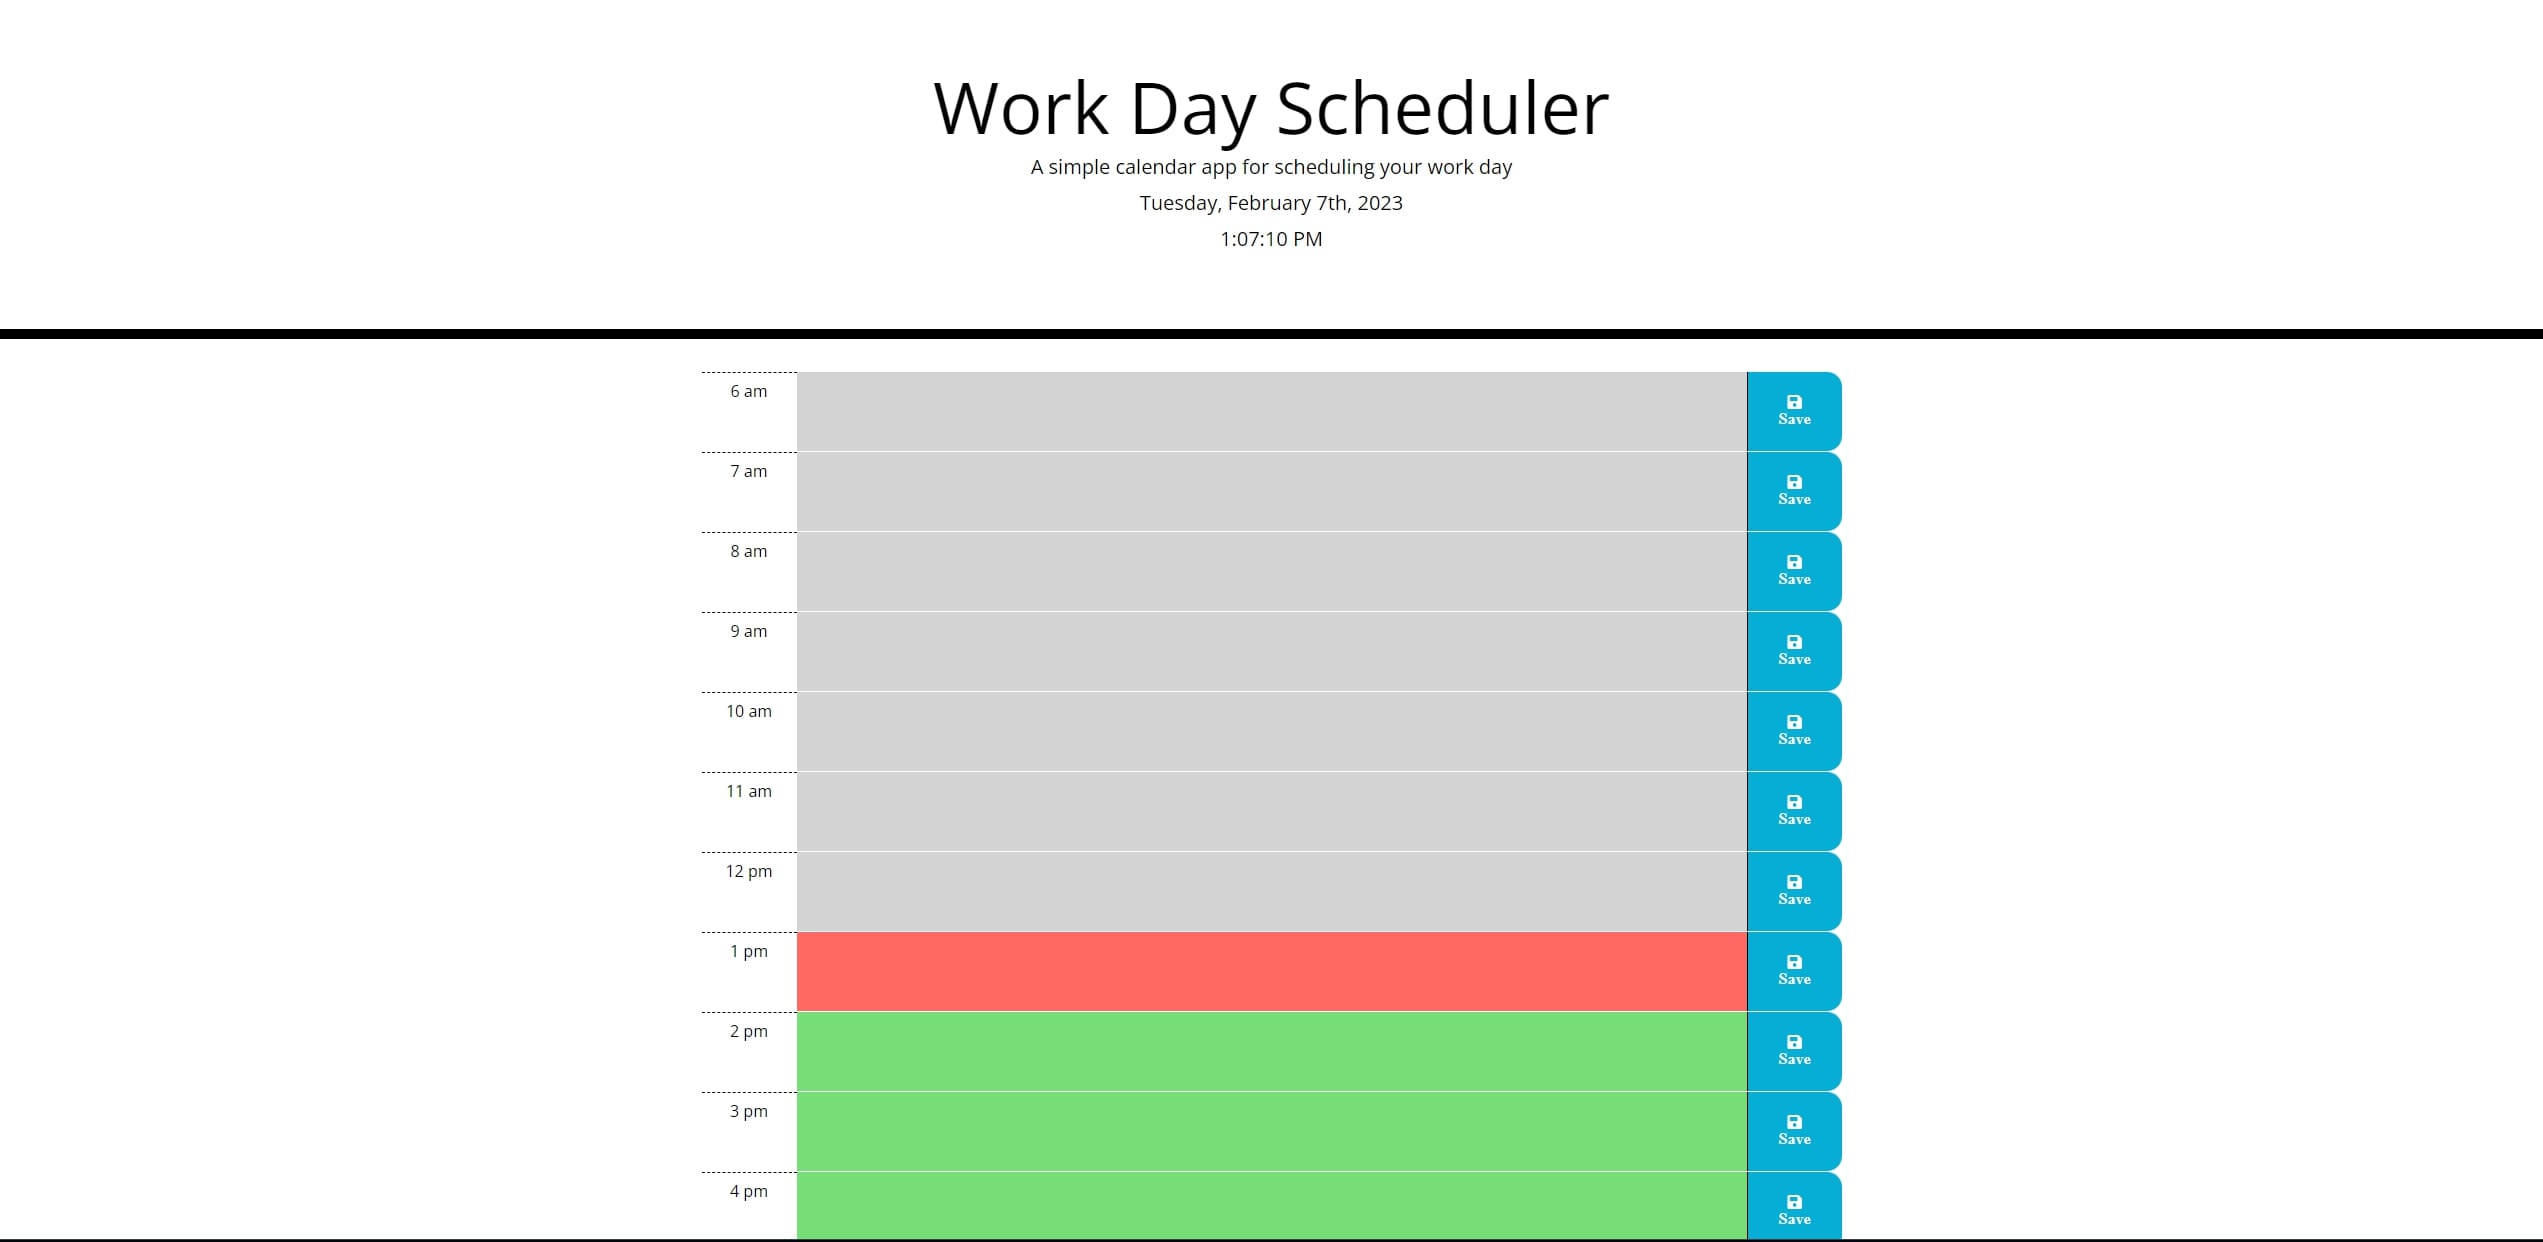 Work Day Scheduler
A simple calendar app for scheduling your work day
Tuesday, February 7th, 2023
1:07:10 PM
6 am
Save
7 am
Save
8 am
Save
9 am
Save
10 am
Save
11 am
Save
12 pm
Save
1 pm
Save
2 pm
Save
3 pm
Save
4 pm
Save